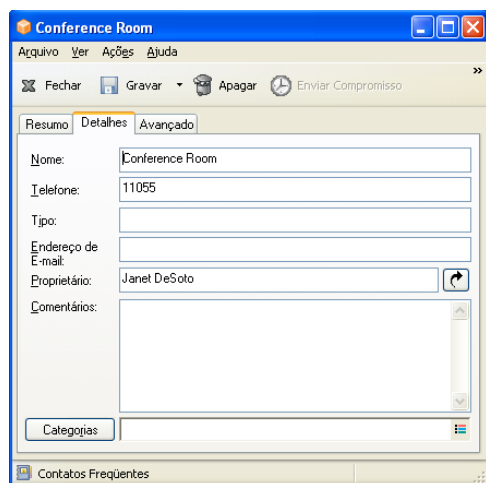 Conference Room
Arquivo Ver Ações Ajuda
Fechar Gravar Apagar Enviar Compromisso »
Resumo Detalhes Avançado
Nome: Conference Room
Telefone: 11055
Tipo:
Endereço de
E-mail:
Proprietário: Janet DeSoto
Comentários:
Categorias
Contatos Freqüentes